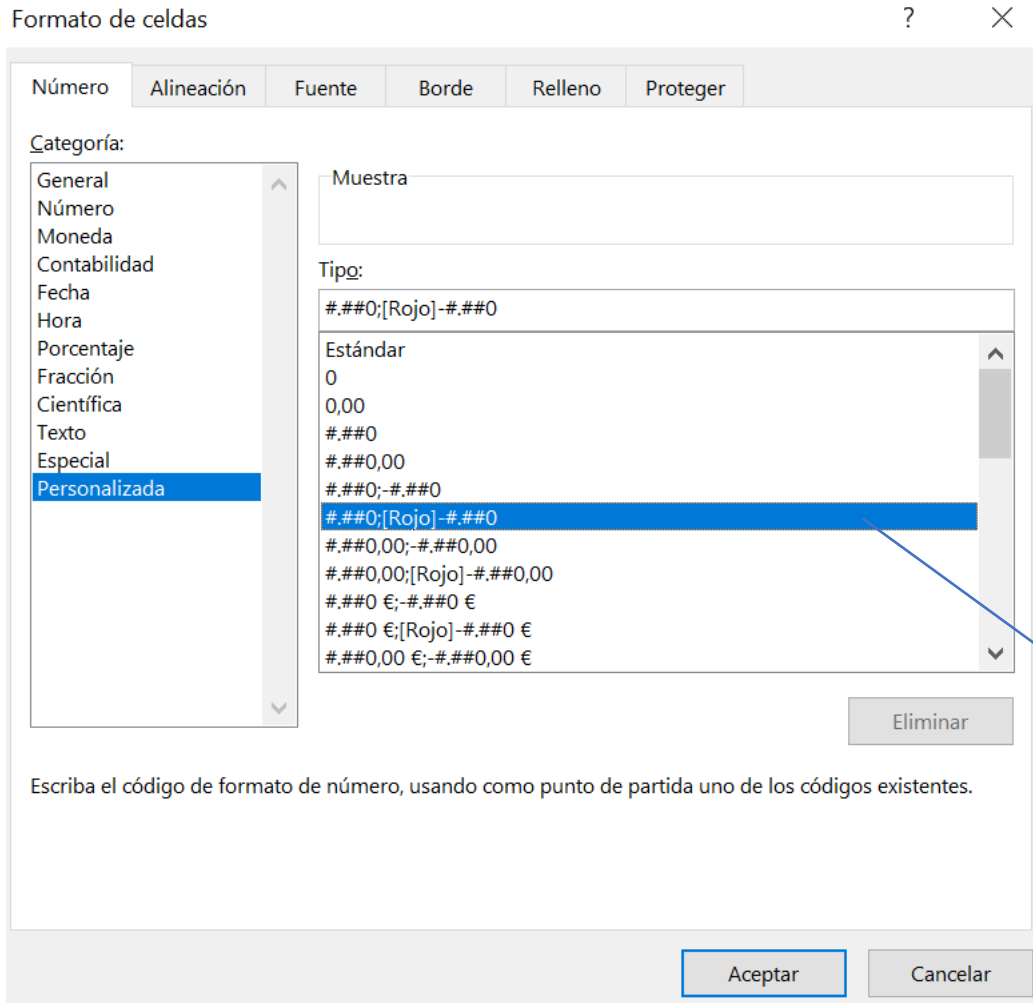 Formato de celdas ?
Número Alineación Fuente Borde Relleno Proteger
Categoría:
General
Número
Moneda
Contabilidad
Fecha
Hora
Porcentaje
Fracción
Científica
Texto
Especial
Personalizada
Muestra
Tipo:
#.##0;[Rojo]-#.##0
Estándar
0
0,00
#.##0
#.##0,00
#.##0;-#.##0
#.##0;[Rojo]-#.##0
#.##0,00;-#.##0,00
#.##0,00;[Rojo]-#.##0,00
#.##0 €;-#.##0 €
#.##0 €;[Rojo]-#.##0 €
#.##0,00 €;-#.##0,00 €
Eliminar
Escriba el código de formato de número, usando como punto de partida uno de los códigos existentes.
Aceptar Cancelar